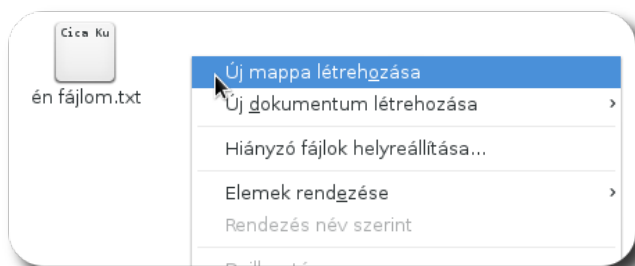 Cica Ku
én fájlom.txt
Új mappa létrehozása
Új dokumentum létrehozása
Hiányzó fájlok helyreállítása...
Elemek rendezése
Rendezés név szerint